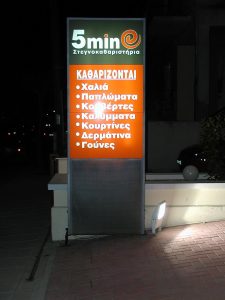 5min
Στεγνοκαθαριστήριο
ΚΑΘΑΡΙΖΟΝΤΑΙ
• Χαλιά
• Παπλώματα
• Κουβέρτες
• Καλύμματα
• Κουρτίνες
• Δερμάτινα
• Γούνες